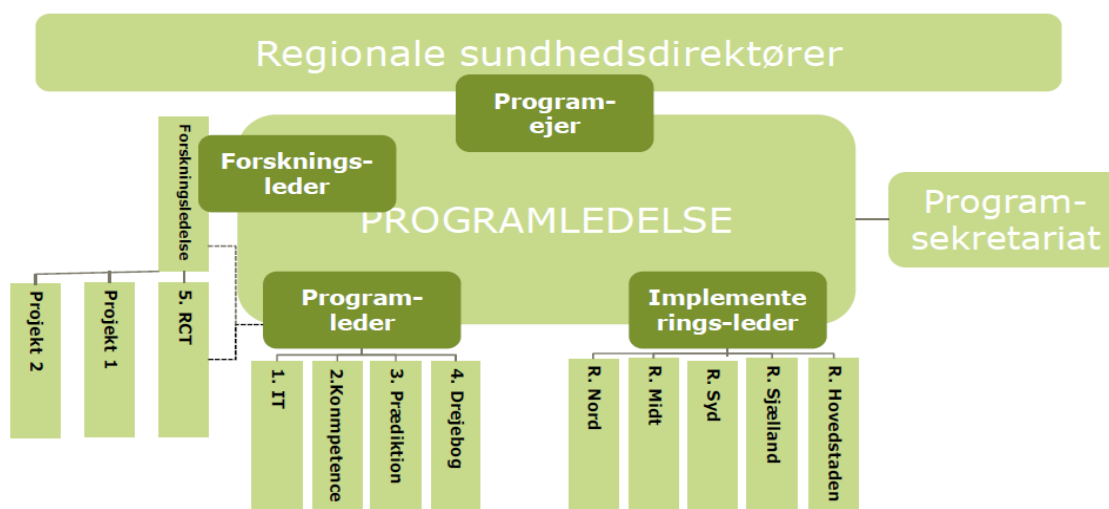 Regionale sundhedsdirektører
Program-
ejer
Forskningsledelse
Forsknings-
leder
PROGRAMLEDELSE
Program-
sekretariat
Program-
leder
Implemente
rings-leder
Projekt 2
Projekt 1
5. RCT
1. IT
2.Konmpetence
3. Prædiktion
4. Drejebog
R. Nord
R. Midt
R. Syd
R. Sjælland
R. Hovedstaden